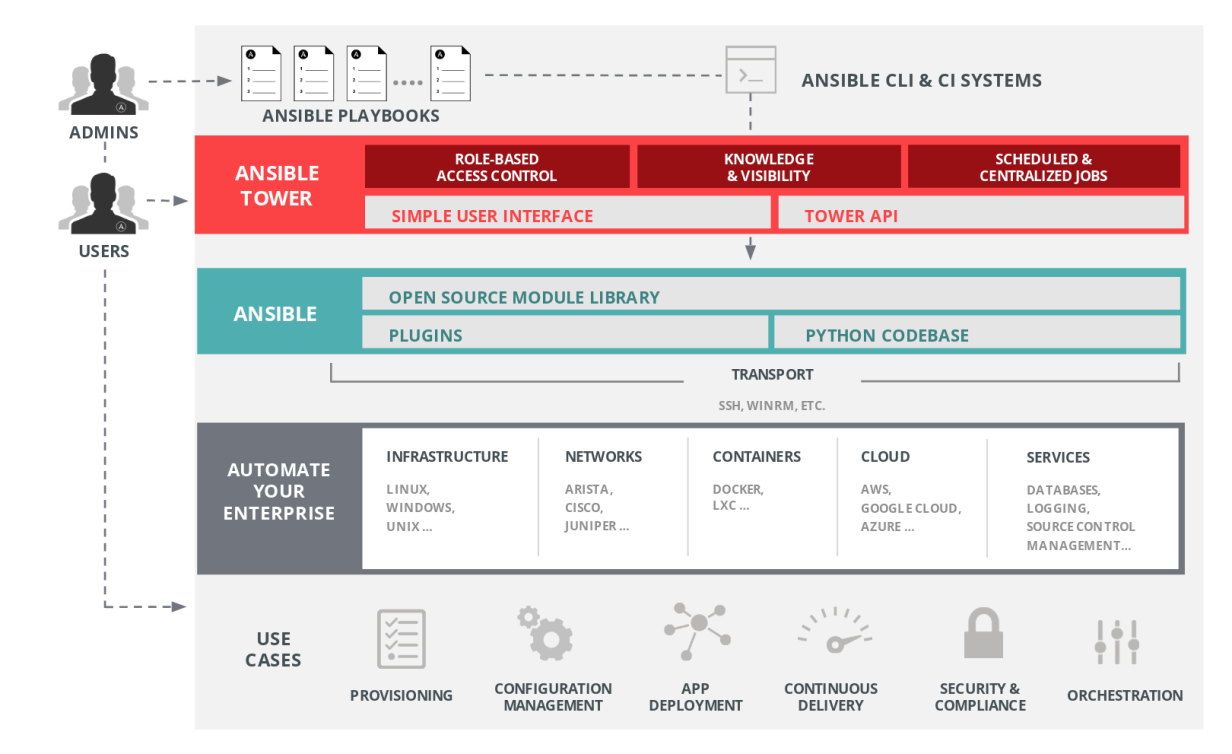 ADMINS
USERS
ANSIBLE PLAYBOOKS
ANSIBLE CLI & CI SYSTEMS
ANSIBLE
TOWER
ROLE-BASED
ACCESS CONTROL
KNOWLEDGE
& VISIBILITY
SCHEDULED &
CENTRALIZED JOBS
SIMPLE USER INTERFACE
TOWER API
ANSIBLE
OPEN SOURCE MODULE LIBRARY
PLUGINS
PYTHON CODEBASE
TRANSPORT
SSH, WINRM, ETC.
AUTOMATE
YOUR
ENTERPRISE
INFRASTRUCTURE
LINUX,
WINDOWS,
UNIX ...
NETWORKS
ARISTA,
CISCO,
JUNIPER ...
CONTAINERS
DOCKER,
LXC ...
CLOUD
AWS,
GOOGLE CLOUD,
AZURE ...
SERVICES
DATABASES,
LOGGING,
SOURCE CONTROL
MANAGEMENT...
USE
CASES
PROVISIONING
CONFIGURATION
MANAGEMENT
APP
DEPLOYMENT
CONTINUOUS
DELIVERY
SECURITY &
COMPLIANCE
ORCHESTRATION